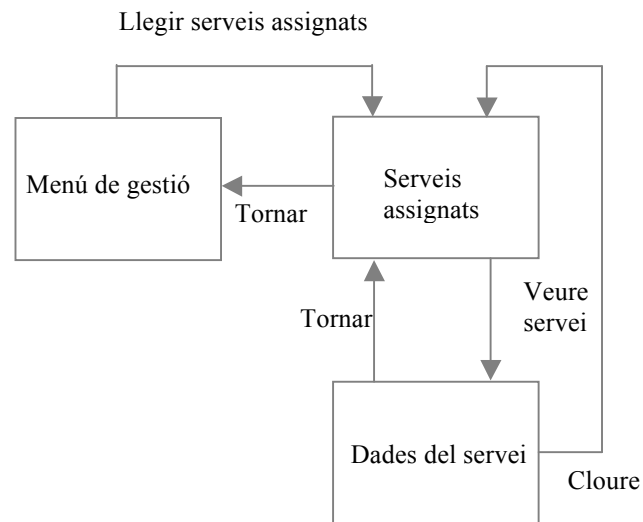 Llegir serveis assignats
Menú de gestió
Serveis
assignats
Tornar
Tornar
Veure
servei
Dades del servei
Cloure